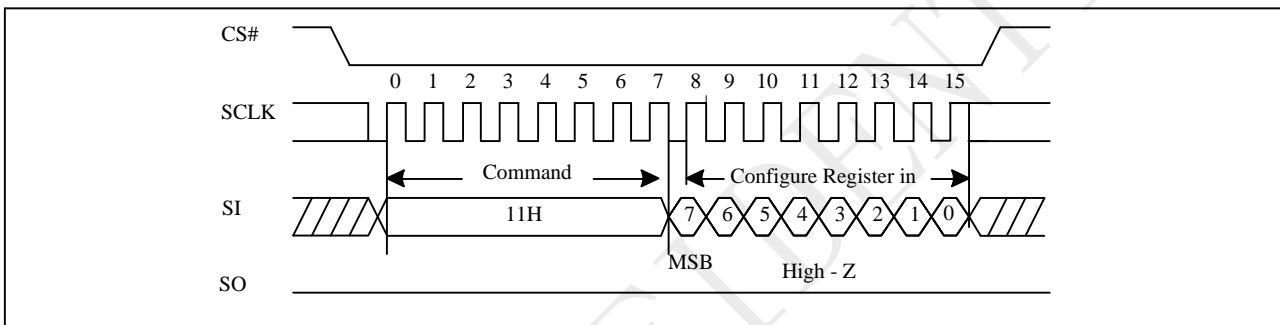 CS#
0 1 2 3 4 5 6 7 8 9 10 11 12 13 14 15
SCLK
Command Configure Register in
SI 11H 7 6 5 4 3 2 1 0
MSB High - Z
SO